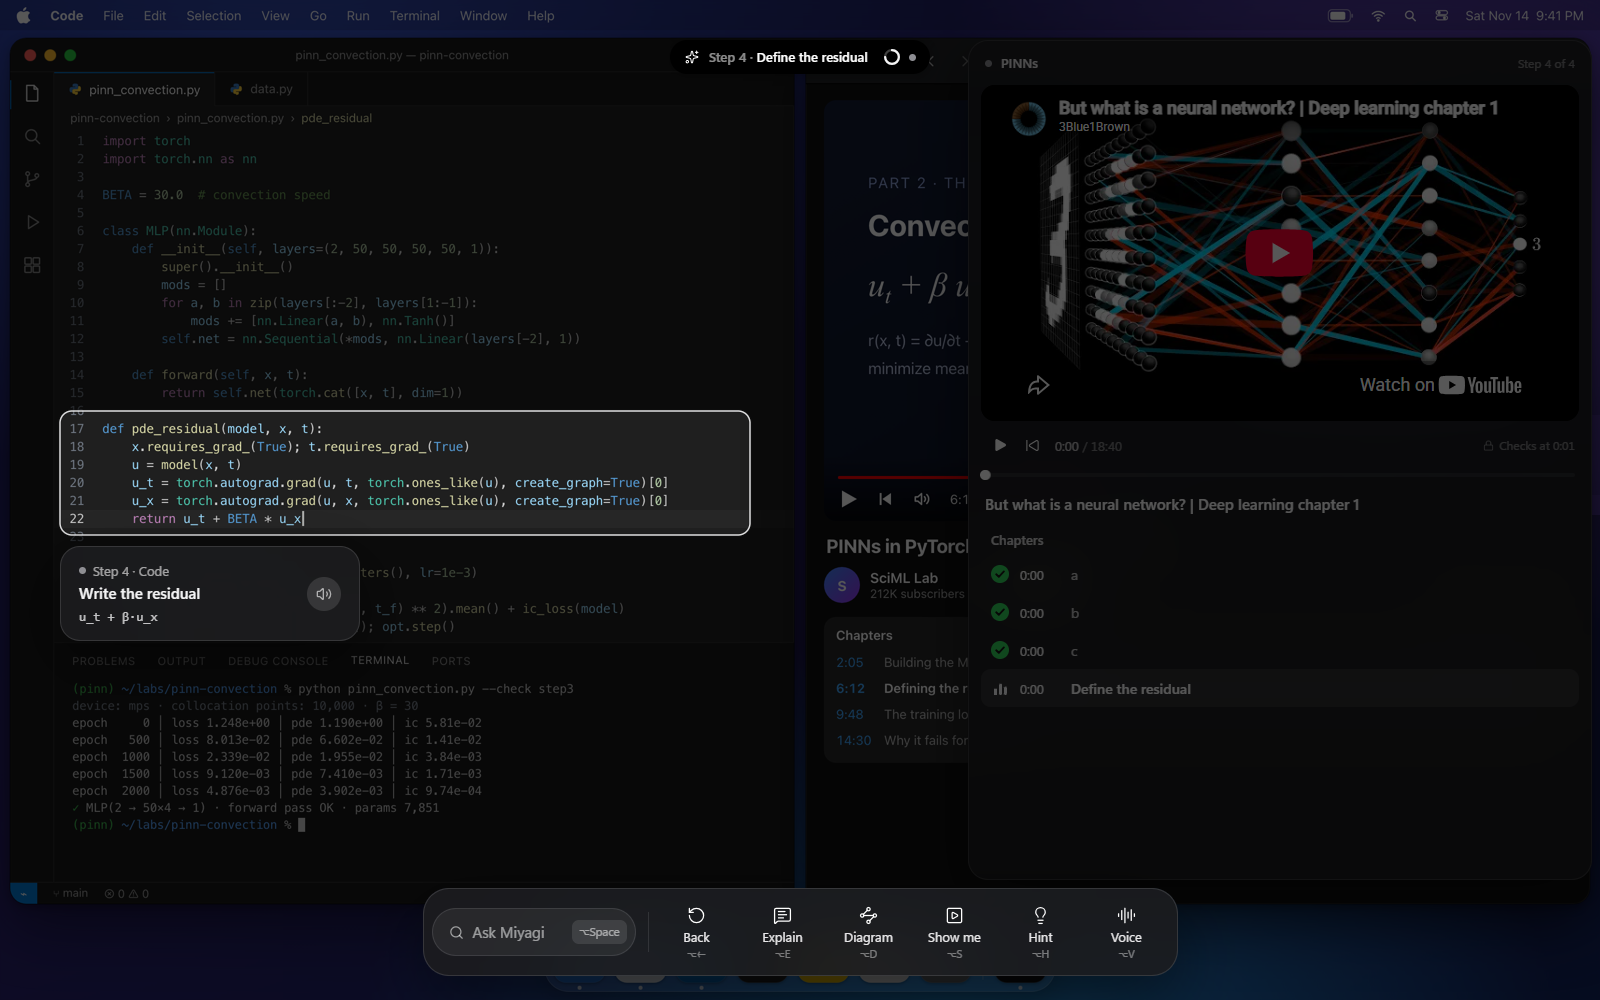 Code File Edit Selection View Go Run Terminal Window Help
Sat Nov 14 9:41 PM
pinn_convection.py — pinn-convection
Step 4 · Define the residual
pinn_convection.py
data.py
pinn-convection › pinn_convection.py › pde_residual
1 import torch
2 import torch.nn as nn
3
4 BETA = 30.0 # convection speed
5
6 class MLP(nn.Module):
7 def __init__(self, layers=(2, 50, 50, 50, 50, 1)):
8 super().__init__()
9 mods = []
10 for a, b in zip(layers[:-2], layers[1:-1]):
11 mods += [nn.Linear(a, b), nn.Tanh()]
12 self.net = nn.Sequential(*mods, nn.Linear(layers[-2], 1))
13
14 def forward(self, x, t):
15 return self.net(torch.cat([x, t], dim=1))
16
17 def pde_residual(model, x, t):
18 x.requires_grad_(True); t.requires_grad_(True)
19 u = model(x, t)
20 u_t = torch.autograd.grad(u, t, torch.ones_like(u), create_graph=True)[0]
21 u_x = torch.autograd.grad(u, x, torch.ones_like(u), create_graph=True)[0]
22 return u_t + BETA * u_x
23
ters(), lr=1e-3)
, t_f) ** 2).mean() + ic_loss(model)
); opt.step()
Step 4 · Code
Write the residual
u_t + β·u_x
PROBLEMS OUTPUT DEBUG CONSOLE TERMINAL PORTS
(pinn) ~/labs/pinn-convection % python pinn_convection.py --check step3
device: mps · collocation points: 10,000 · β = 30
epoch 0 | loss 1.248e+00 | pde 1.190e+00 | ic 5.81e-02
epoch 500 | loss 8.013e-02 | pde 6.602e-02 | ic 1.41e-02
epoch 1000 | loss 2.339e-02 | pde 1.955e-02 | ic 3.84e-03
epoch 1500 | loss 9.120e-03 | pde 7.410e-03 | ic 1.71e-03
epoch 2000 | loss 4.876e-03 | pde 3.902e-03 | ic 9.74e-04
✓ MLP(2 → 50×4 → 1) · forward pass OK · params 7,851
(pinn) ~/labs/pinn-convection %
main 0 0
PART 2 · TH
Convec
u_t + β u
r(x, t) = ∂u/∂t
minimize mea
6:1
PINNs in PyTorc
S
SciML Lab
212K subscribers
Chapters
2:05 Building the M
6:12 Defining the r
9:48 The training lo
14:30 Why it fails for
PINNs
Step 4 of 4
But what is a neural network? | Deep learning chapter 1
3Blue1Brown
3
Watch on YouTube
0:00 / 18:40
Checks at 0:01
But what is a neural network? | Deep learning chapter 1
Chapters
0:00 a
0:00 b
0:00 c
0:00 Define the residual
Ask Miyagi ⌥Space
Back ⌥←
Explain ⌥E
Diagram ⌥D
Show me ⌥S
Hint ⌥H
Voice ⌥V